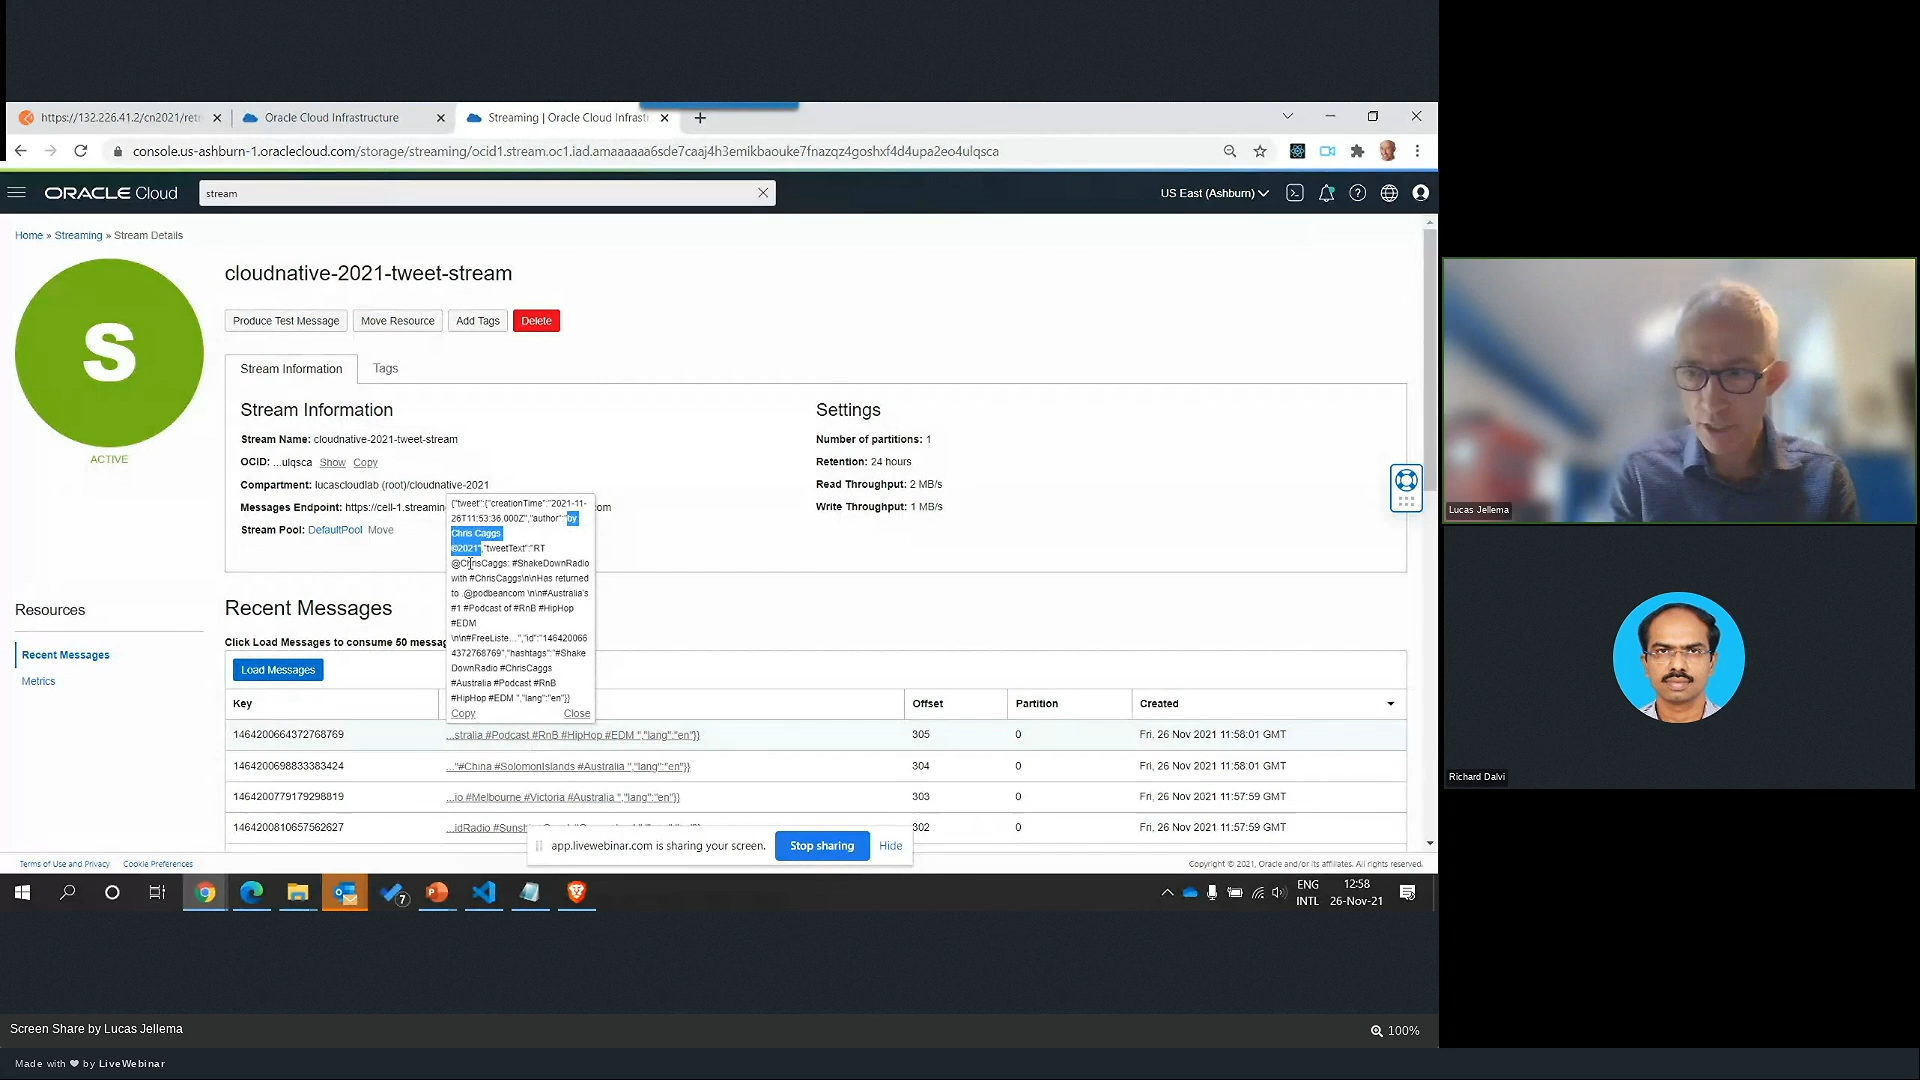 https://132.226.41.2/cn2021/ret
Oracle Cloud Infrastructure
Streaming | Oracle Cloud Infrast
console.us-ashburn-1.oraclecloud.com/storage/streaming/ocid1.stream.oc1.iad.amaaaaaa6sde7caaj4h3emikbaouke7fnazqz4goshxf4d4upa2eo4ulqsca
ORACLE Cloud
stream
US East (Ashburn)
Home » Streaming » Stream Details
S
ACTIVE
cloudnative-2021-tweet-stream
Produce Test Message
Move Resource
Add Tags
Delete
Stream Information
Tags
Stream Information
Stream Name: cloudnative-2021-tweet-stream
OCID: ...ulqsca Show Copy
Compartment: lucascloudlab (root)/cloudnative-2021
Messages Endpoint: https://cell-1.streamin om
Stream Pool: DefaultPool Move
Settings
Number of partitions: 1
Retention: 24 hours
Read Throughput: 2 MB/s
Write Throughput: 1 MB/s
{"tweet":{"creationTime":"2021-11-
26T11:53:36.000Z","author":"by
Chris Caggs
©2021","tweetText":"RT
@ChrisCaggs: #ShakeDownRadio
with #ChrisCaggs\n\nHas returned
to .@podbeancom \n\n#Australia's
#1 #Podcast of #RnB #HipHop
#EDM
\n\n#FreeListe...","id":"146420066
4372768769","hashtags":"#Shake
DownRadio #ChrisCaggs
#Australia #Podcast #RnB
#HipHop #EDM ","lang":"en"}}
Copy Close
Resources
Recent Messages
Metrics
Recent Messages
Click Load Messages to consume 50 messag
Load Messages
Key Offset Partition Created
1464200664372768769 ...stralia #Podcast #RnB #HipHop #EDM ","lang":"en"}} 305 0 Fri, 26 Nov 2021 11:58:01 GMT
1464200698833383424 ..."#China #SolomonIslands #Australia ","lang":"en"}} 304 0 Fri, 26 Nov 2021 11:58:01 GMT
1464200779179298819 ...io #Melbourne #Victoria #Australia ","lang":"en"}} 303 0 Fri, 26 Nov 2021 11:57:59 GMT
1464200810657562627 ...idRadio 302 0 Fri, 26 Nov 2021 11:57:59 GMT
app.livewebinar.com is sharing your screen.
Stop sharing
Hide
Terms of Use and Privacy Cookie Preferences
Copyright © 2021, Oracle and/or its affiliates. All rights reserved.
7
ENG
INTL
12:58
26-Nov-21
Lucas Jellema
Richard Dalvi
Screen Share by Lucas Jellema
100%
Made with ❤ by LiveWebinar